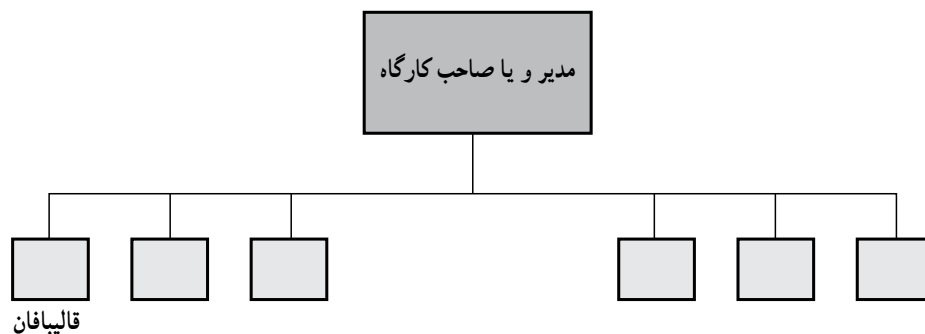 مدیر و یا صاحب کارگاه
قالیبافان